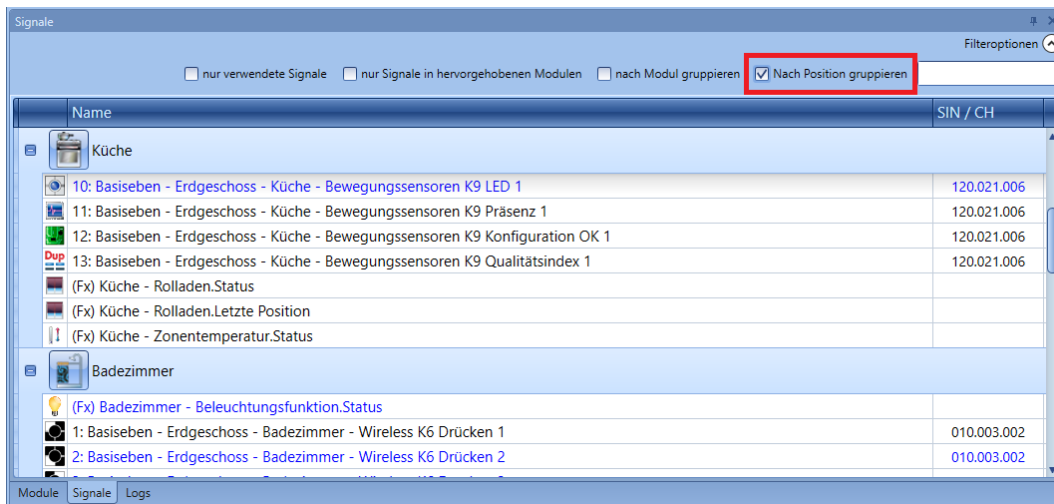 Signale
Filteroptionen
nur verwendete Signale nur Signale in hervorgehobenen Modulen nach Modul gruppieren Nach Position gruppieren
Name SIN / CH
Küche
10: Basiseben - Erdgeschoss - Küche - Bewegungssensoren K9 LED 1 120.021.006
11: Basiseben - Erdgeschoss - Küche - Bewegungssensoren K9 Präsenz 1 120.021.006
12: Basiseben - Erdgeschoss - Küche - Bewegungssensoren K9 Konfiguration OK 1 120.021.006
Dup 13: Basiseben - Erdgeschoss - Küche - Bewegungssensoren K9 Qualitätsindex 1 120.021.006
(Fx) Küche - Rolladen.Status
(Fx) Küche - Rolladen.Letzte Position
(Fx) Küche - Zonentemperatur.Status
Badezimmer
(Fx) Badezimmer - Beleuchtungsfunktion.Status
1: Basiseben - Erdgeschoss - Badezimmer - Wireless K6 Drücken 1 010.003.002
2: Basiseben - Erdgeschoss - Badezimmer - Wireless K6 Drücken 2 010.003.002
Module Signale Logs